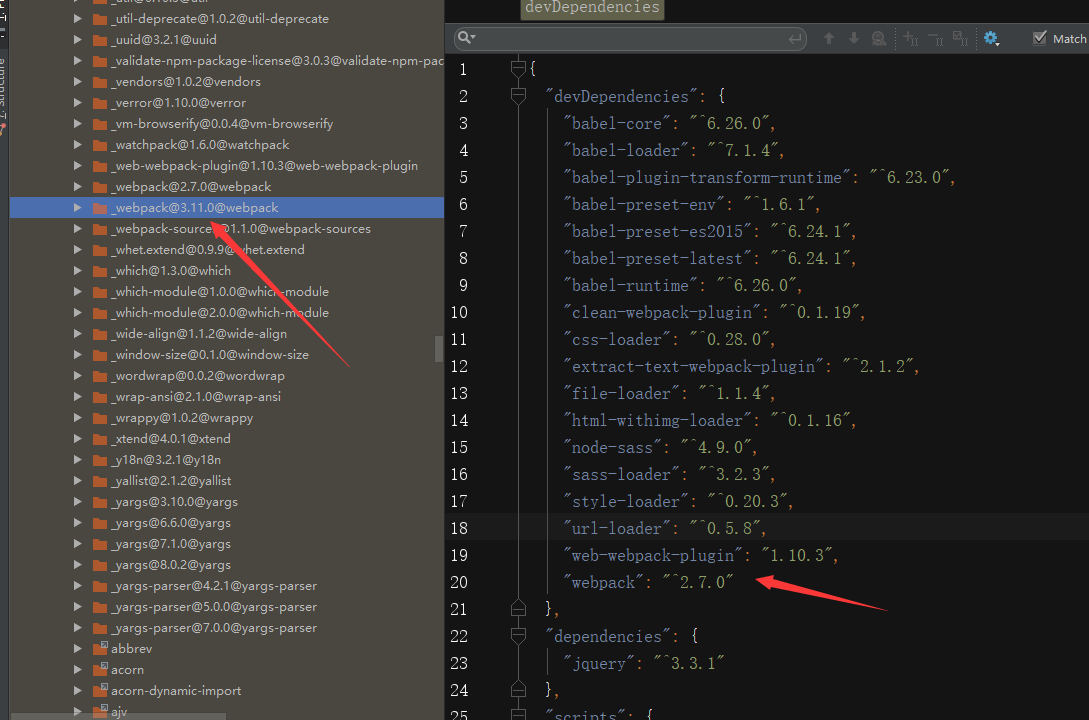 _util-deprecate@1.0.2@util-deprecate
_uuid@3.2.1@uuid
_validate-npm-package-license@3.0.3@validate-npm-pac
_vendors@1.0.2@vendors
_verror@1.10.0@verror
_vm-browserify@0.0.4@vm-browserify
_watchpack@1.6.0@watchpack
_web-webpack-plugin@1.10.3@web-webpack-plugin
_webpack@2.7.0@webpack
_webpack@3.11.0@webpack
_webpack-sources@1.1.0@webpack-sources
_whet.extend@0.9.9@whet.extend
_which@1.3.0@which
_which-module@1.0.0@which-module
_which-module@2.0.0@which-module
_wide-align@1.1.2@wide-align
_window-size@0.1.0@window-size
_wordwrap@0.0.2@wordwrap
_wrap-ansi@2.1.0@wrap-ansi
_wrappy@1.0.2@wrappy
_xtend@4.0.1@xtend
_y18n@3.2.1@y18n
_yallist@2.1.2@yallist
_yargs@3.10.0@yargs
_yargs@6.6.0@yargs
_yargs@7.1.0@yargs
_yargs@8.0.2@yargs
_yargs-parser@4.2.1@yargs-parser
_yargs-parser@5.0.0@yargs-parser
_yargs-parser@7.0.0@yargs-parser
abbrev
acorn
acorn-dynamic-import
ajv
devDependencies
Match
1 {
2 "devDependencies": {
3 "babel-core": "^6.26.0",
4 "babel-loader": "^7.1.4",
5 "babel-plugin-transform-runtime": "^6.23.0",
6 "babel-preset-env": "^1.6.1",
7 "babel-preset-es2015": "^6.24.1",
8 "babel-preset-latest": "^6.24.1",
9 "babel-runtime": "^6.26.0",
10 "clean-webpack-plugin": "^0.1.19",
11 "css-loader": "^0.28.0",
12 "extract-text-webpack-plugin": "^2.1.2",
13 "file-loader": "^1.1.4",
14 "html-withimg-loader": "^0.1.16",
15 "node-sass": "^4.9.0",
16 "sass-loader": "^3.2.3",
17 "style-loader": "^0.20.3",
18 "url-loader": "^0.5.8",
19 "web-webpack-plugin": "1.10.3",
20 "webpack": "^2.7.0"
21 },
22 "dependencies": {
23 "jquery": "^3.3.1"
24 },
25 "scripts": {